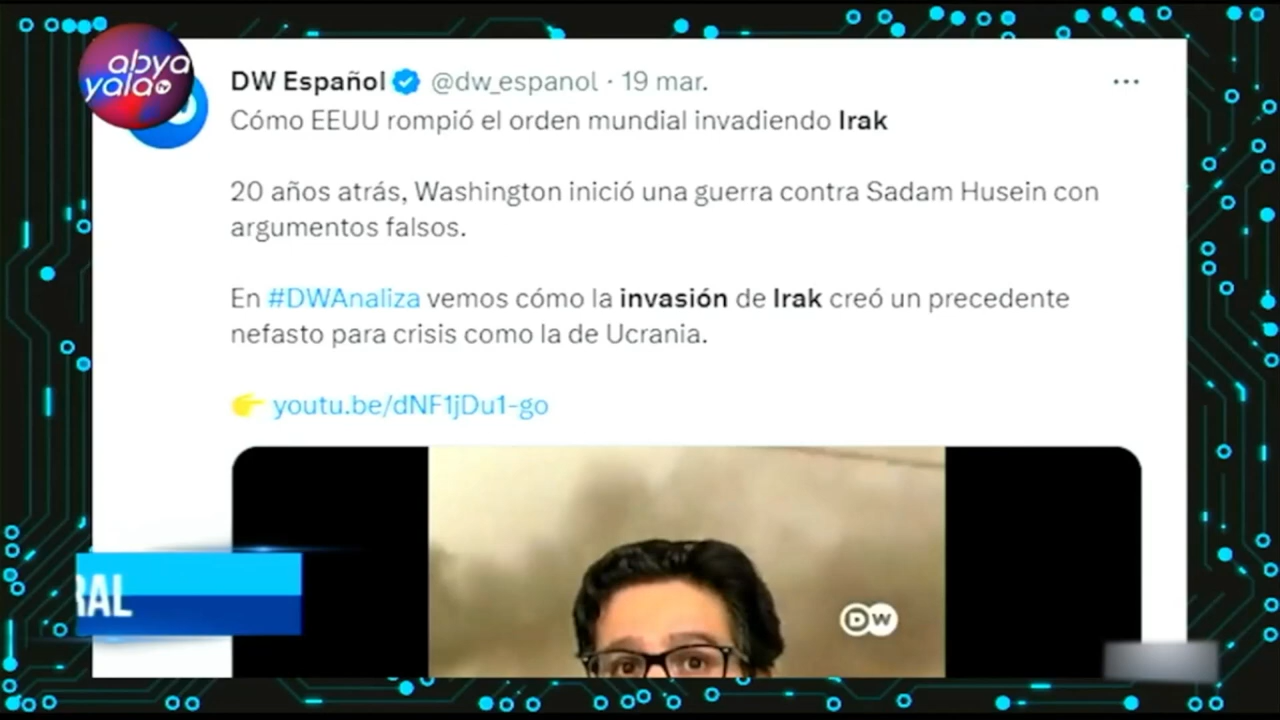 abya
yala tv
DW Español @dw_espanol · 19 mar.
Cómo EEUU rompió el orden mundial invadiendo Irak
20 años atrás, Washington inició una guerra contra Sadam Husein con
argumentos falsos.
En #DWAnaliza vemos cómo la invasión de Irak creó un precedente
nefasto para crisis como la de Ucrania.
👉 youtu.be/dNF1jDu1-go
DW
RAL